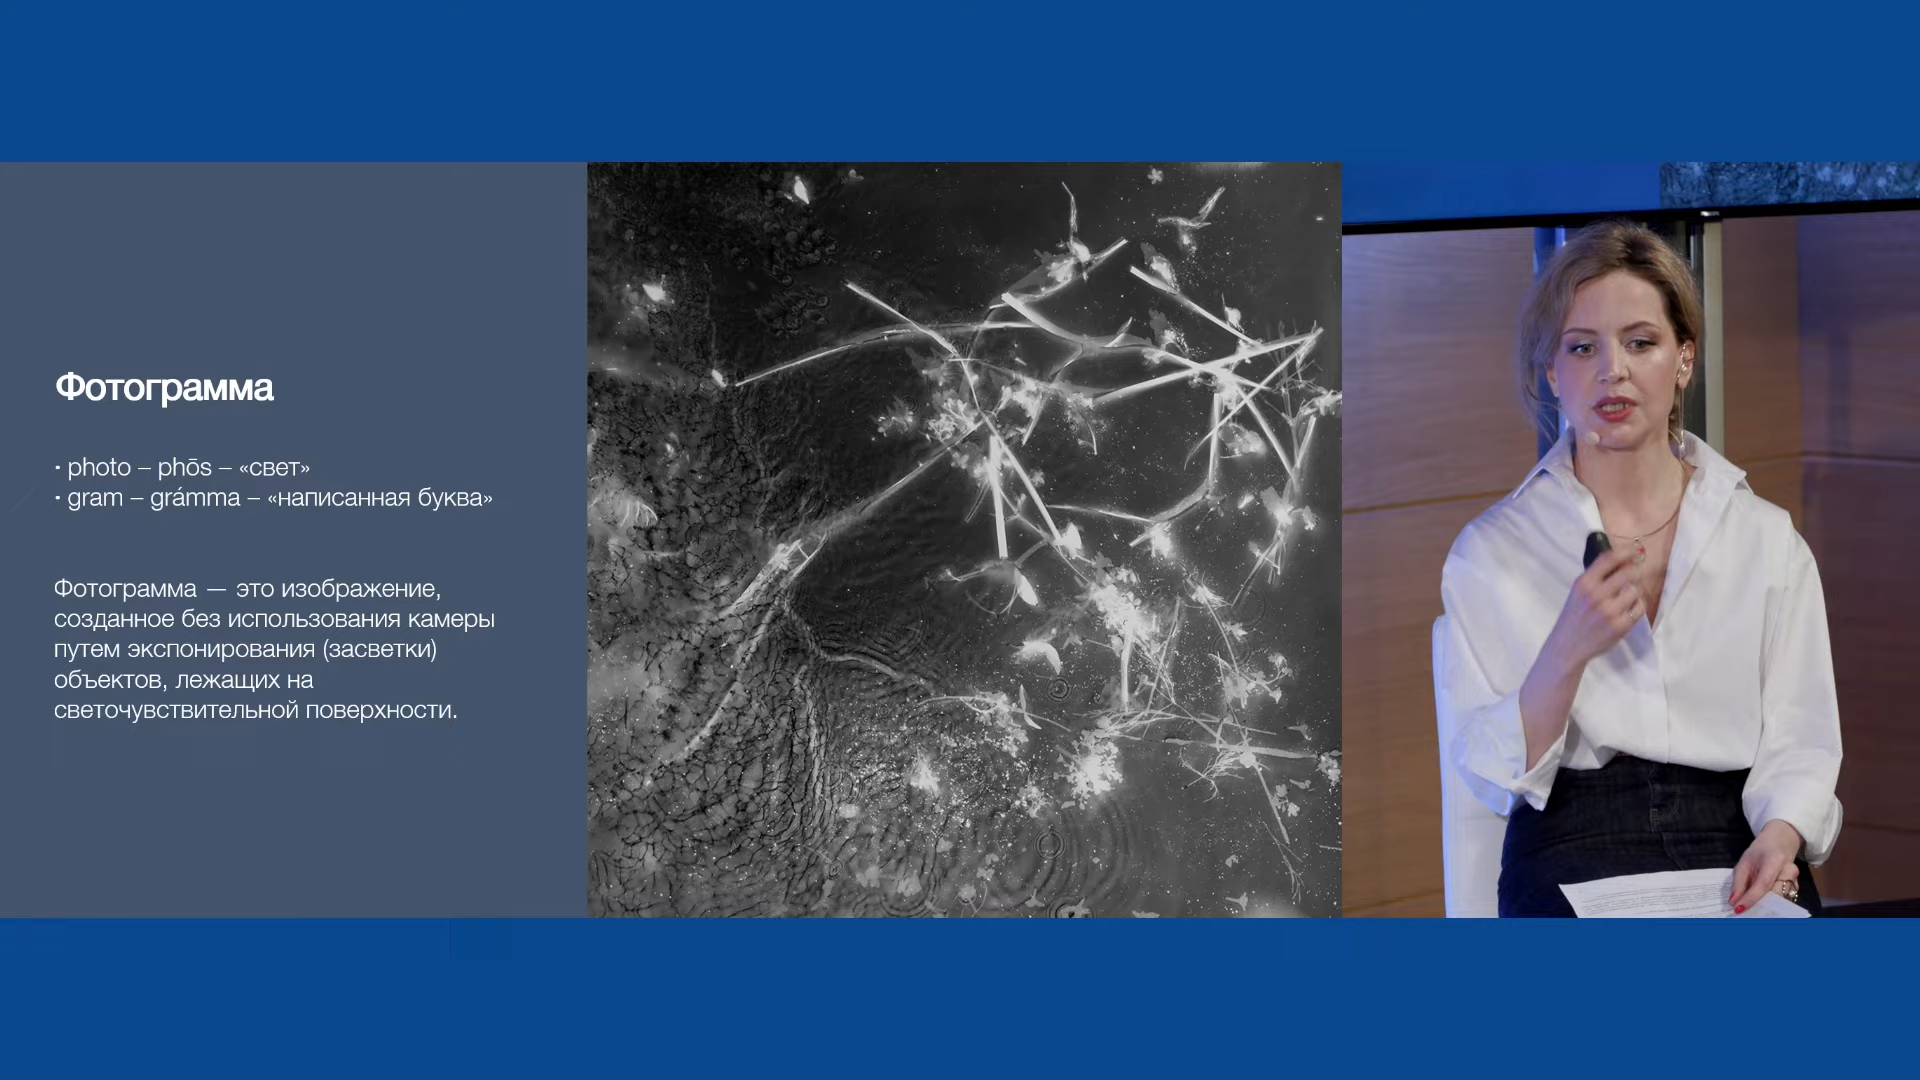 Фотограмма
· photo – phōs – «свет»
· gram – grámma – «написанная буква»
Фотограмма — это изображение,
созданное без использования камеры
путем экспонирования (засветки)
объектов, лежащих на
светочувствительной поверхности.